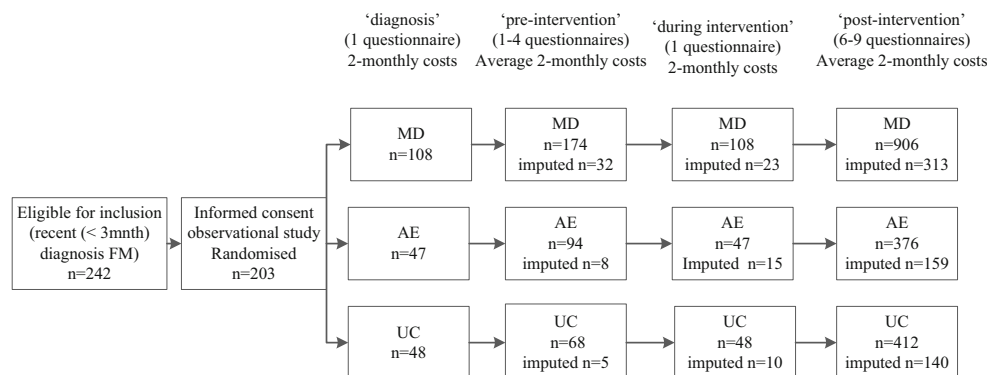 'diagnosis'
(1 questionnaire)
2-monthly costs
'pre-intervention'
(1-4 questionnaires)
Average 2-monthly costs
'during intervention'
(1 questionnaire)
2-monthly costs
'post-intervention'
(6-9 questionnaires)
Average 2-monthly costs
Eligible for inclusion
(recent (< 3mnth)
diagnosis FM)
n=242
Informed consent
observational study
Randomised
n=203
MD
n=108
MD
n=174
imputed n=32
MD
n=108
imputed n=23
MD
n=906
imputed n=313
AE
n=47
AE
n=94
imputed n=8
AE
n=47
Imputed n=15
AE
n=376
imputed n=159
UC
n=48
UC
n=68
imputed n=5
UC
n=48
imputed n=10
UC
n=412
imputed n=140